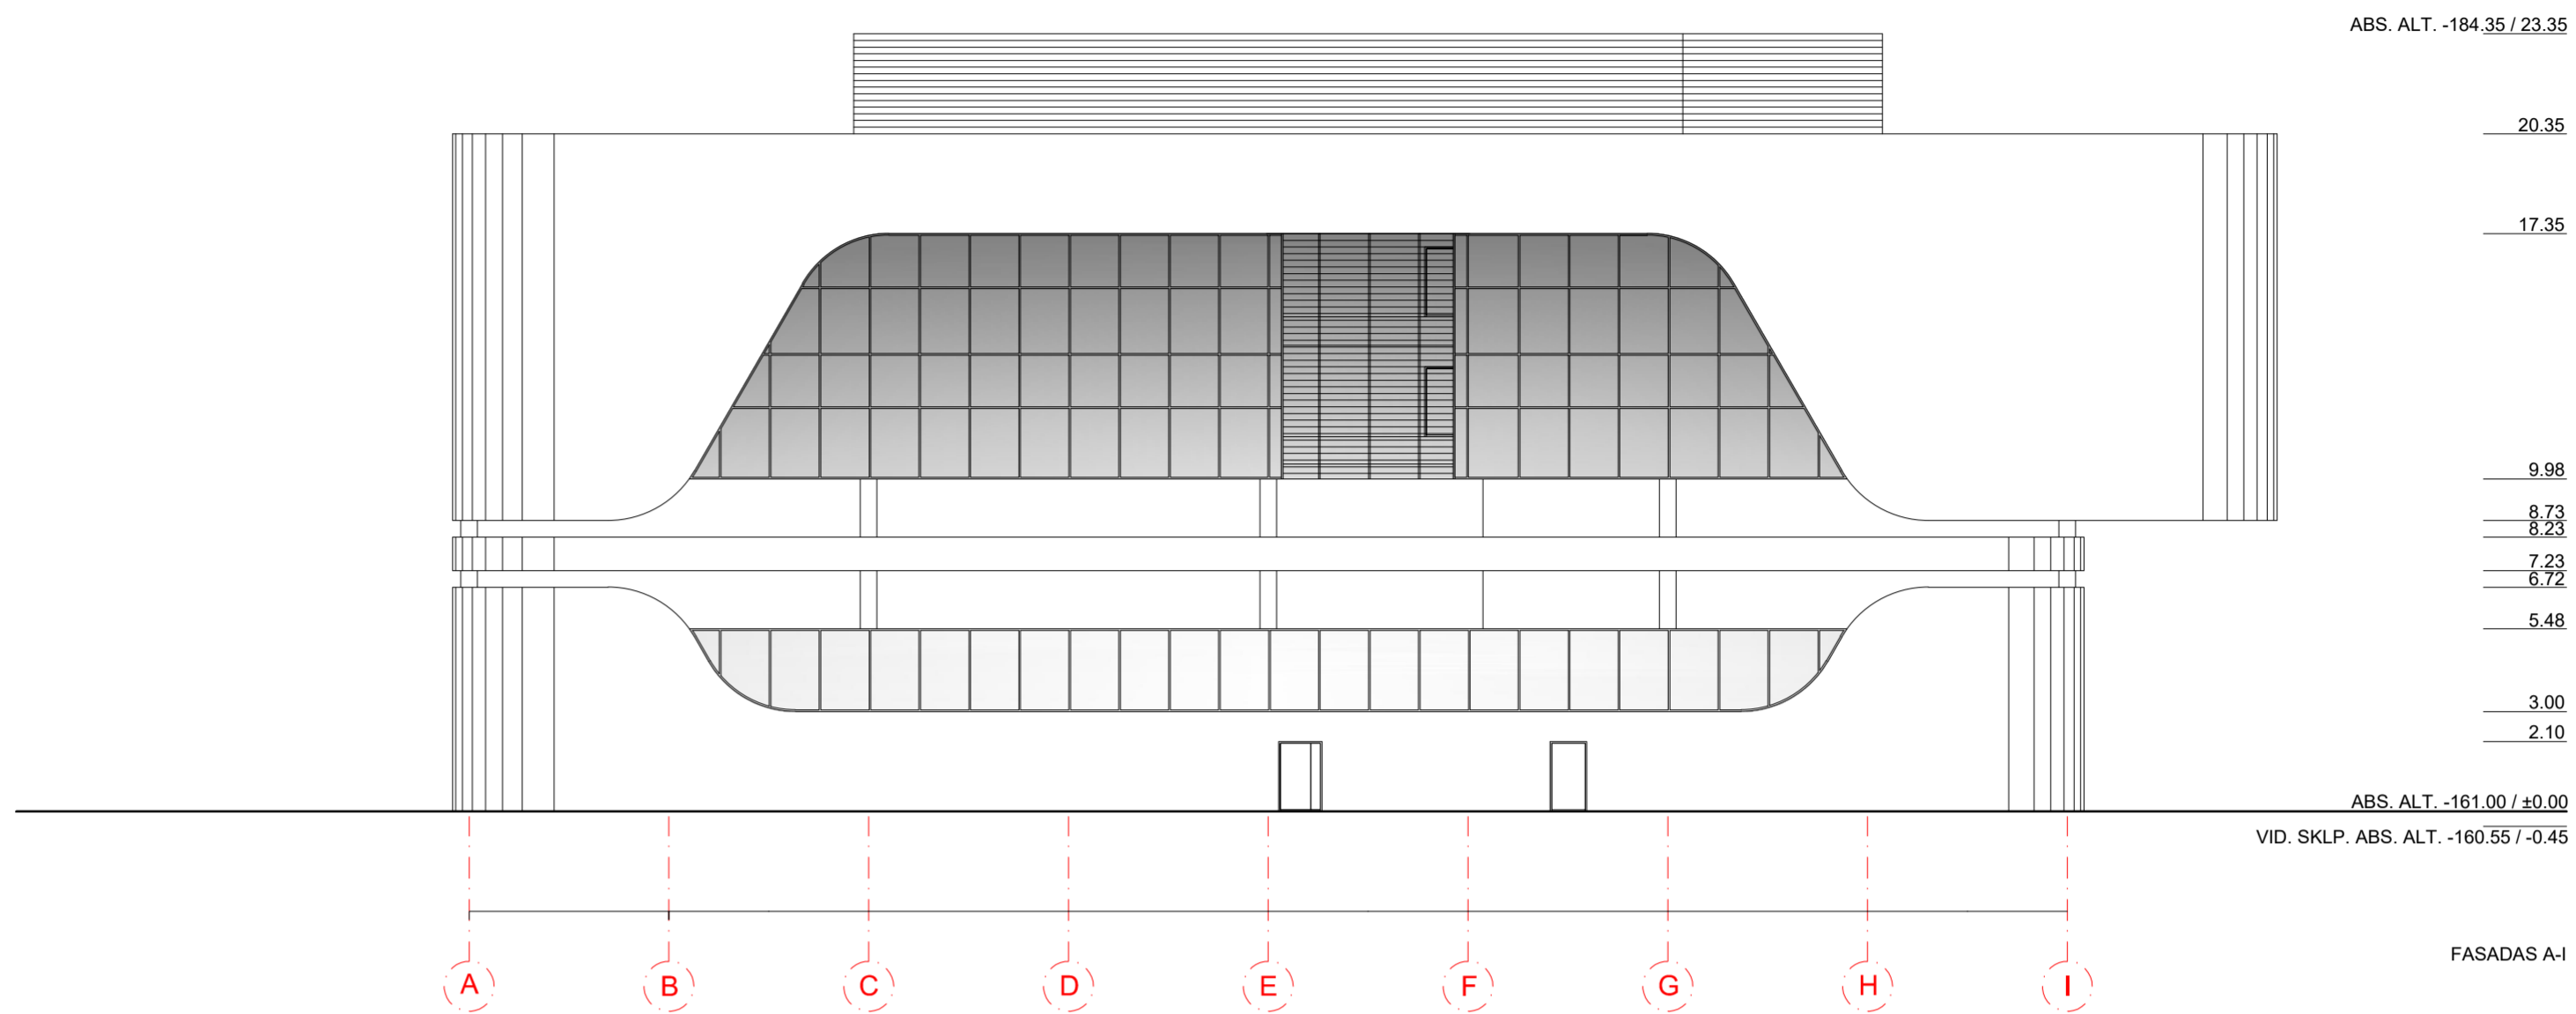 ABS. ALT. -184.35 / 23.35
20.35
17.35
9.98
8.73
8.23
7.23
6.72
5.48
3.00
2.10
ABS. ALT. -161.00 / ±0.00
VID. SKLP. ABS. ALT. -160.55 / -0.45
FASADAS A-I
A B C D E F G H I